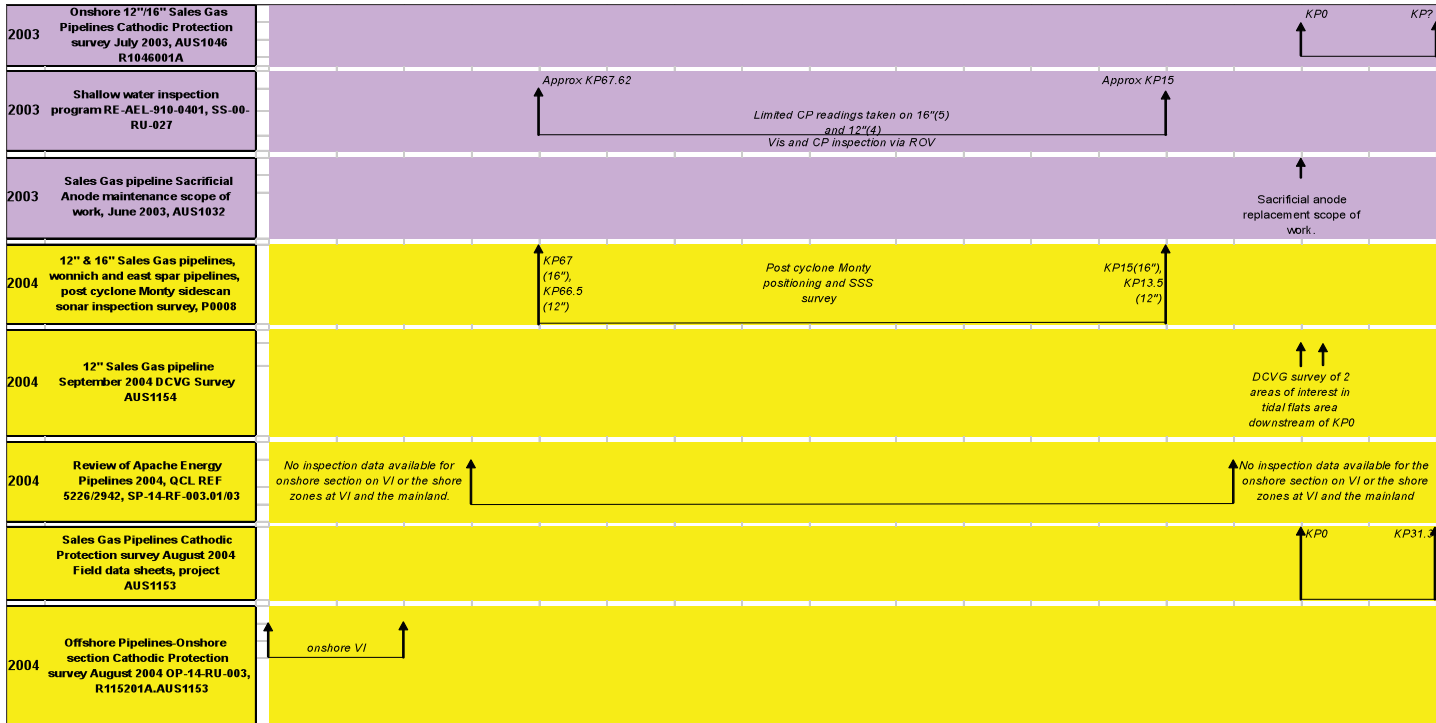 2003
Onshore 12"/16" Sales Gas
Pipelines Cathodic Protection
survey July 2003, AUS1046
R1046001A
KP0
KP?
2003
Shallow water inspection
program RE-AEL-910-0401, SS-00-
RU-027
Approx KP67.62
Approx KP15
Limited CP readings taken on 16"(5)
and 12"(4)
Vis and CP inspection via ROV
2003
Sales Gas pipeline Sacrificial
Anode maintenance scope of
work, June 2003, AUS1032
Sacrificial anode
replacement scope of
work.
2004
12" & 16" Sales Gas pipelines,
wonnich and east spar pipelines,
post cyclone Monty sidescan
sonar inspection survey, P0008
KP67
(16"),
KP66.5
(12")
Post cyclone Monty
positioning and SSS
survey
KP15(16"),
KP13.5
(12")
2004
12" Sales Gas pipeline
September 2004 DCVG Survey
AUS1154
DCVG survey of 2
areas of interest in
tidal flats area
downstream of KP0
2004
Review of Apache Energy
Pipelines 2004, QCL REF
5226/2942, SP-14-RF-003.01/03
No inspection data available for
onshore section on VI or the shore
zones at VI and the mainland.
No inspection data available for the
onshore section on VI or the shore
zones at VI and the mainland
2004
Sales Gas Pipelines Cathodic
Protection survey August 2004
Field data sheets, project
AUS1153
KP0
KP31.3
2004
Offshore Pipelines-Onshore
section Cathodic Protection
survey August 2004 OP-14-RU-003,
R115201A.AUS1153
onshore VI